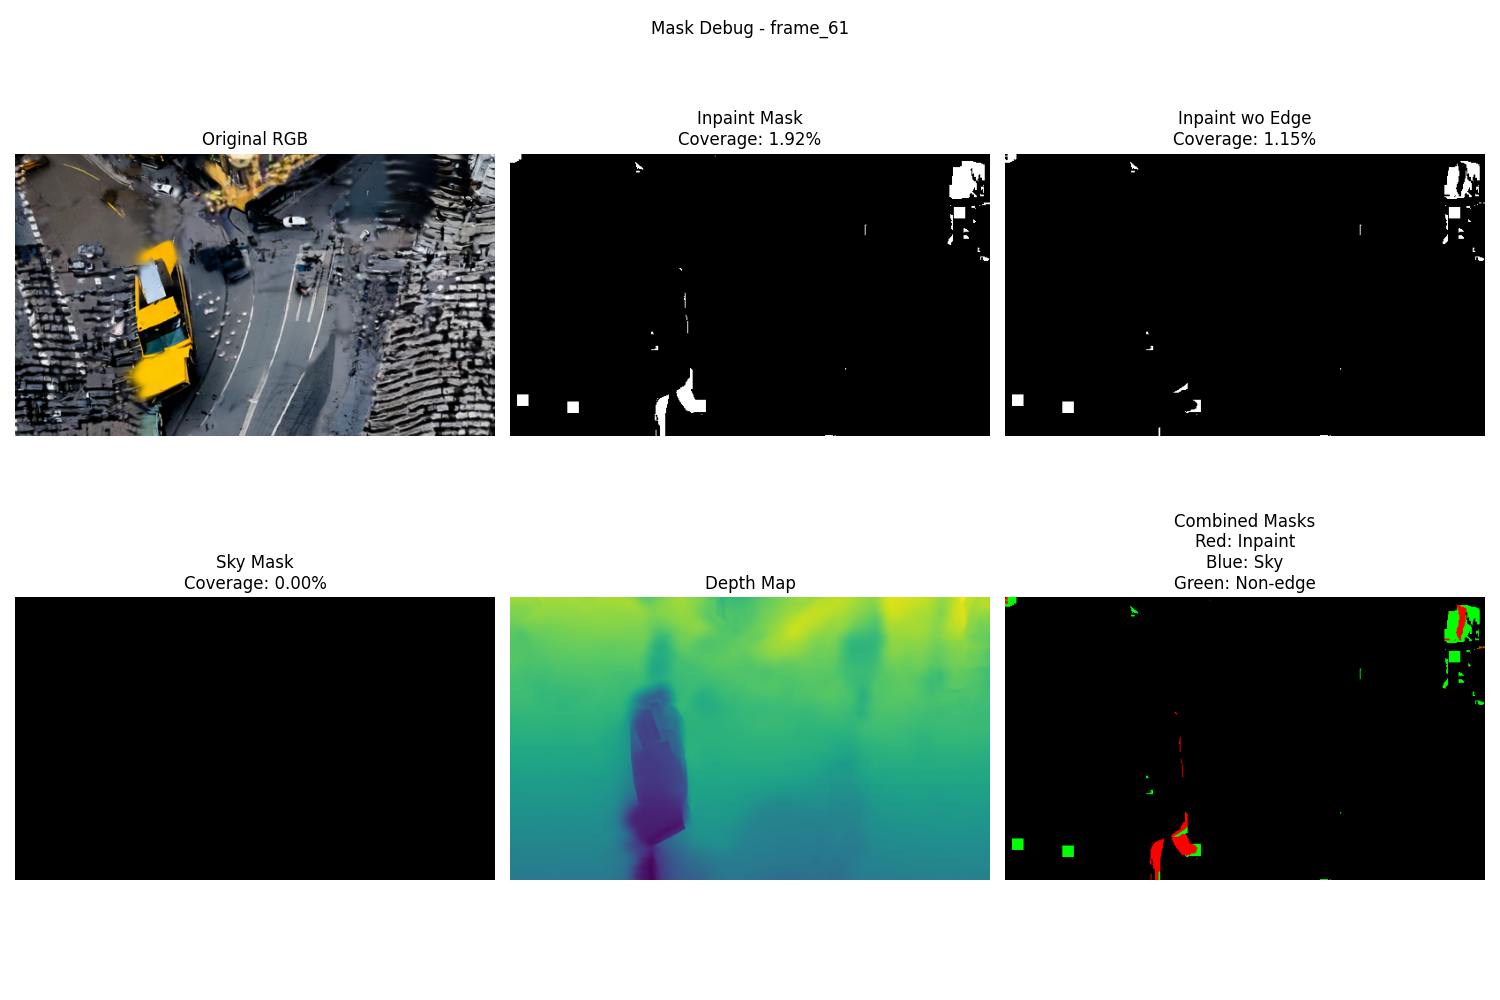 Mask Debug - frame_61
Original RGB
Inpaint Mask
Coverage: 1.92%
Inpaint wo Edge
Coverage: 1.15%
Sky Mask
Coverage: 0.00%
Depth Map
Combined Masks
Red: Inpaint
Blue: Sky
Green: Non-edge